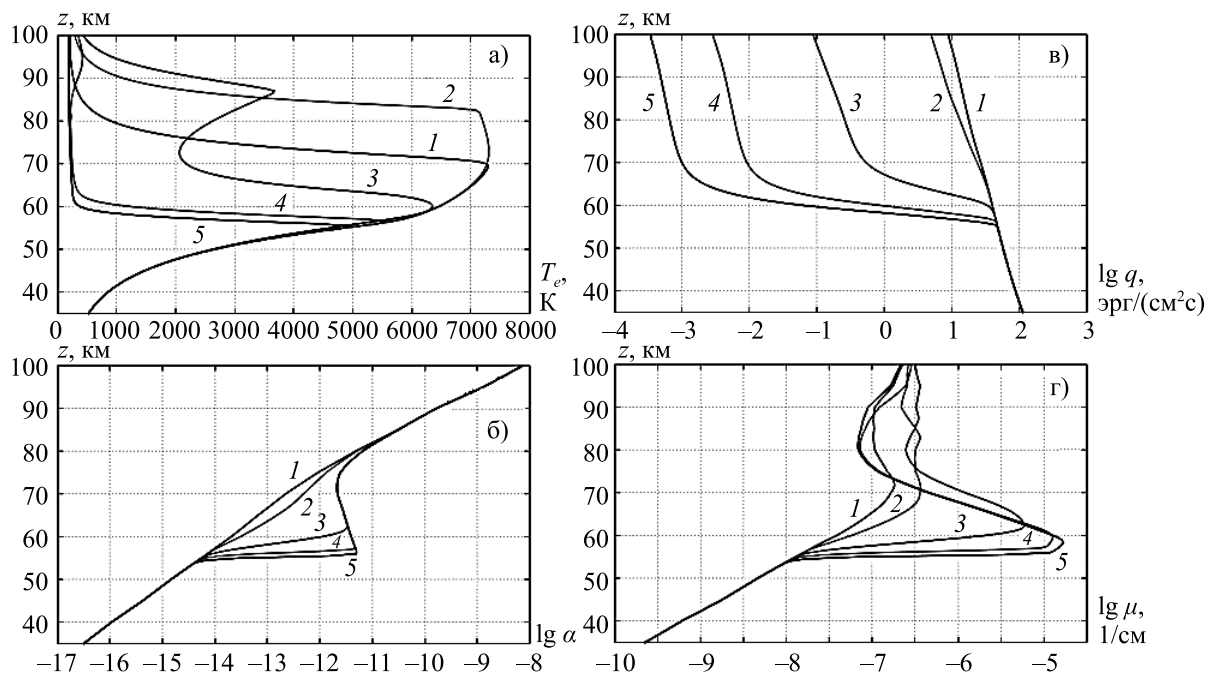 z, км
100
90
80
70
60
50
40
а)
2
1
3
4
5
T_e,
К
0 1000 2000 3000 4000 5000 6000 7000 8000
z, км
100
90
80
70
60
50
40
в)
5 4 3 2 1
lg q,
эрг/(см²с)
–4 –3 –2 –1 0 1 2 3
z, км
100
90
80
70
60
50
40
б)
1
2
3
4
5
lg α
–17 –16 –15 –14 –13 –12 –11 –10 –9 –8
z, км
100
90
80
70
60
50
40
г)
1 2 3
4
5
lg μ,
1/см
–10 –9 –8 –7 –6 –5